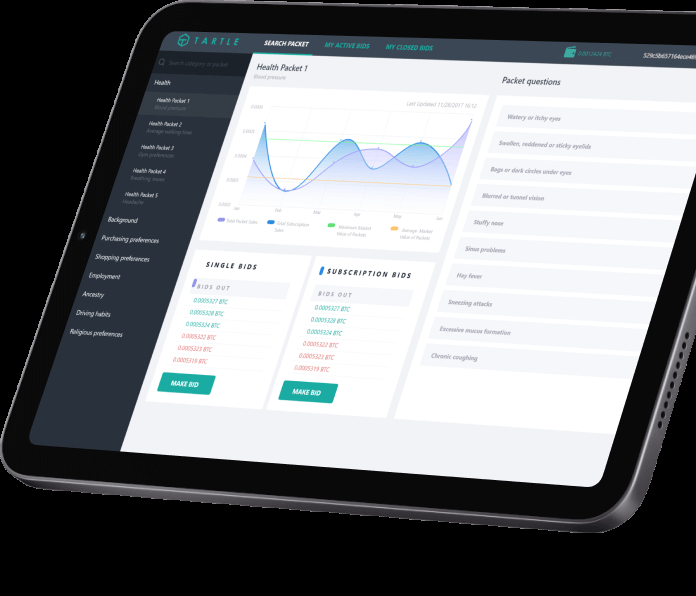 TARTLE
SEARCH PACKET
MY ACTIVE BIDS
MY CLOSED BIDS
Search category or packet
Health
Health Packet 1
Blood pressure
Health Packet 2
Average walking time
Health Packet 3
Gym preferences
Health Packet 4
Breathing issues
Health Packet 5
Headache
Background
Purchasing preferences
Shopping preferences
Employment
Ancestry
Driving habits
Religious preferences
Health Packet 1
Blood pressure
Last Updated 11/08/2017 10:12
Jan
Feb
Mar
Apr
May
Jun
Total Packet Sales
Total Subscription
Sales
Maximum Market
Value of Packets
Average Market
Value of Packets
SINGLE BIDS
BIDS OUT
0.0005327 BTC
0.0005328 BTC
0.0005324 BTC
0.0005322 BTC
0.0005323 BTC
0.0005319 BTC
MAKE BID
SUBSCRIPTION BIDS
BIDS OUT
0.0005327 BTC
0.0005328 BTC
0.0005324 BTC
0.0005322 BTC
0.0005323 BTC
0.0005319 BTC
MAKE BID
Packet questions
Watery or itchy eyes
Swollen, reddened or sticky eyelids
Bags or dark circles under eyes
Blurred or tunnel vision
Stuffy nose
Sinus problems
Hay fever
Sneezing attacks
Excessive mucus formation
Chronic coughing